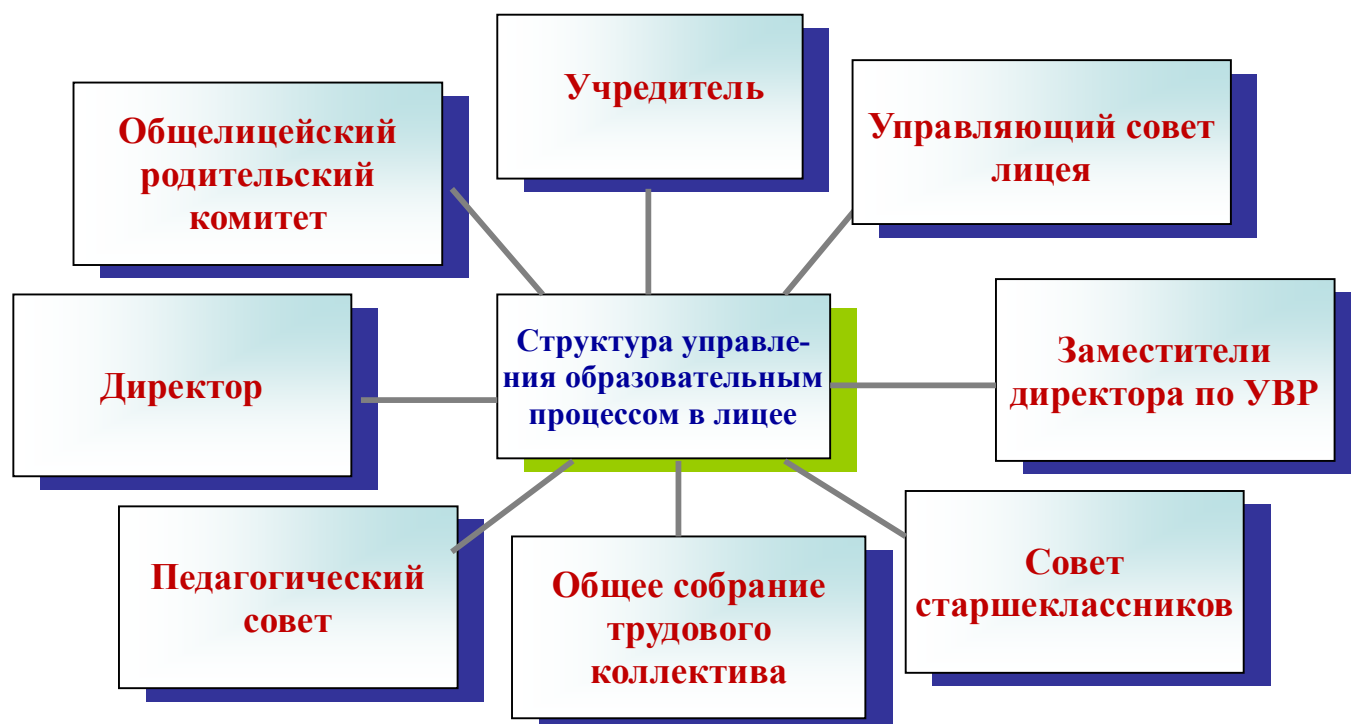 Учредитель
Общелицейский
родительский
комитет
Управляющий совет
лицея
Структура управле-
ния образовательным
процессом в лицее
Директор
Заместители
директора по УВР
Педагогический
совет
Общее собрание
трудового
коллектива
Совет
старшеклассников